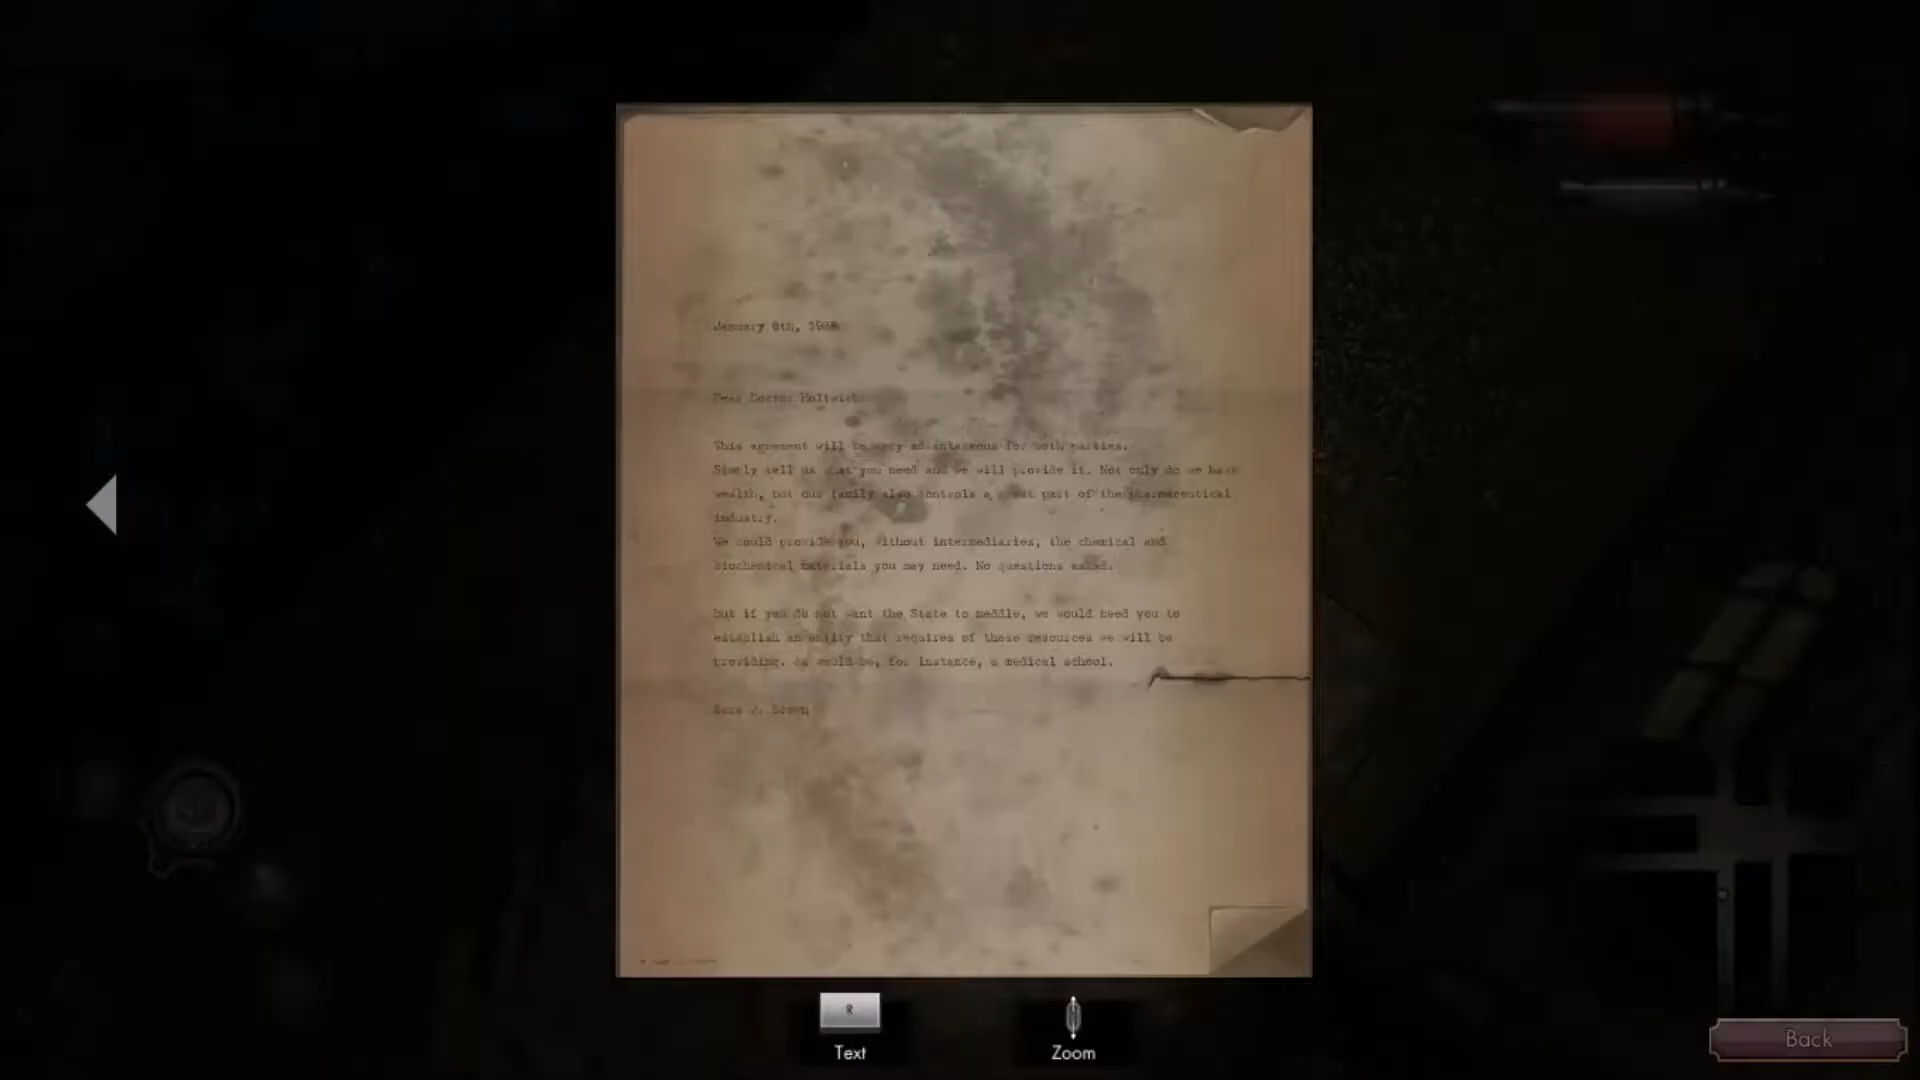 January 8th,
Dear Doctor
This agrement will be very advantageous for both parties.
Simply tell us what you need and we will provide it. Not only do we have
wealth, but our family also controls a great part of the pharmaceutical
industry.
We could provide you, without intermediaries, the chemical and
biochemical materials you may need. No questions asked.
But if you do not want the State to meddle, we would need you to
establish an entity that requires of these resources we will be
providing. As would be, for instance, a medical school.
R
Text
Zoom
Back